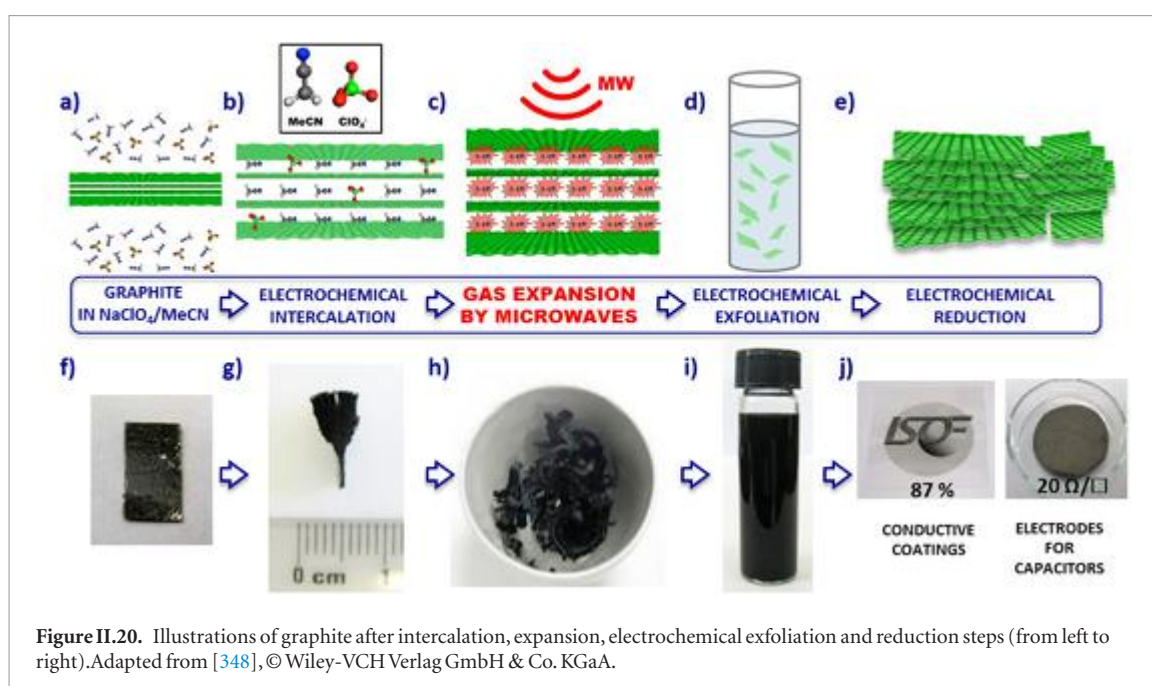 a)
b)
MeCN ClO4-
c)
MW
d)
e)
GRAPHITE
IN NaClO4/MeCN
ELECTROCHEMICAL
INTERCALATION
GAS EXPANSION
BY MICROWAVES
ELECTROCHEMICAL
EXFOLIATION
ELECTROCHEMICAL
REDUCTION
f)
g)
0 cm 1
h)
i)
j)
ISOF
87 %
20 Ω/□
CONDUCTIVE
COATINGS
ELECTRODES
FOR
CAPACITORS
Figure II.20. Illustrations of graphite after intercalation, expansion, electrochemical exfoliation and reduction steps (from left to
right).Adapted from [348], © Wiley-VCH Verlag GmbH & Co. KGaA.